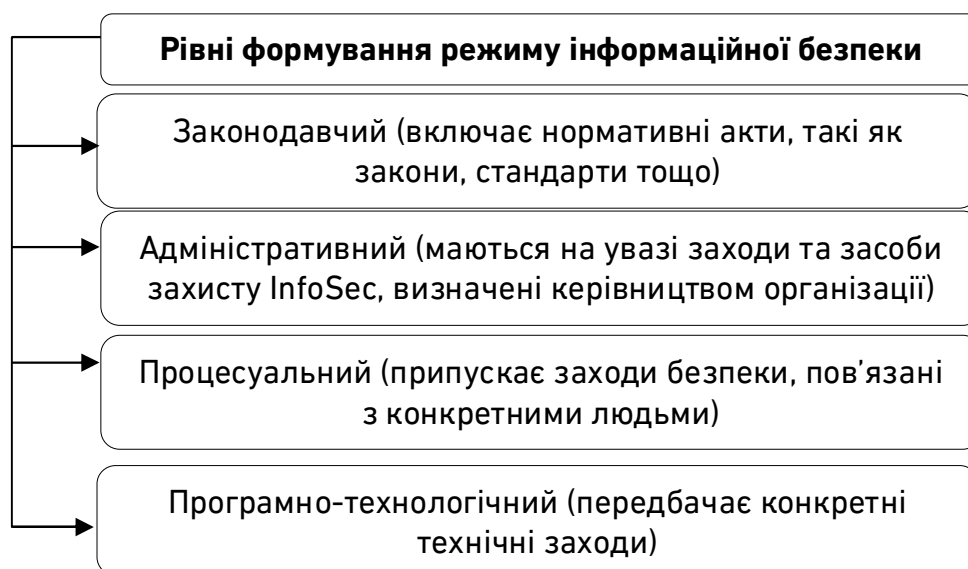 Рівні формування режиму інформаційної безпеки
Законодавчий (включає нормативні акти, такі як
закони, стандарти тощо)
Адміністративний (маються на увазі заходи та засоби
захисту InfoSec, визначені керівництвом організації)
Процесуальний (припускає заходи безпеки, пов’язані
з конкретними людьми)
Програмно-технологічний (передбачає конкретні
технічні заходи)